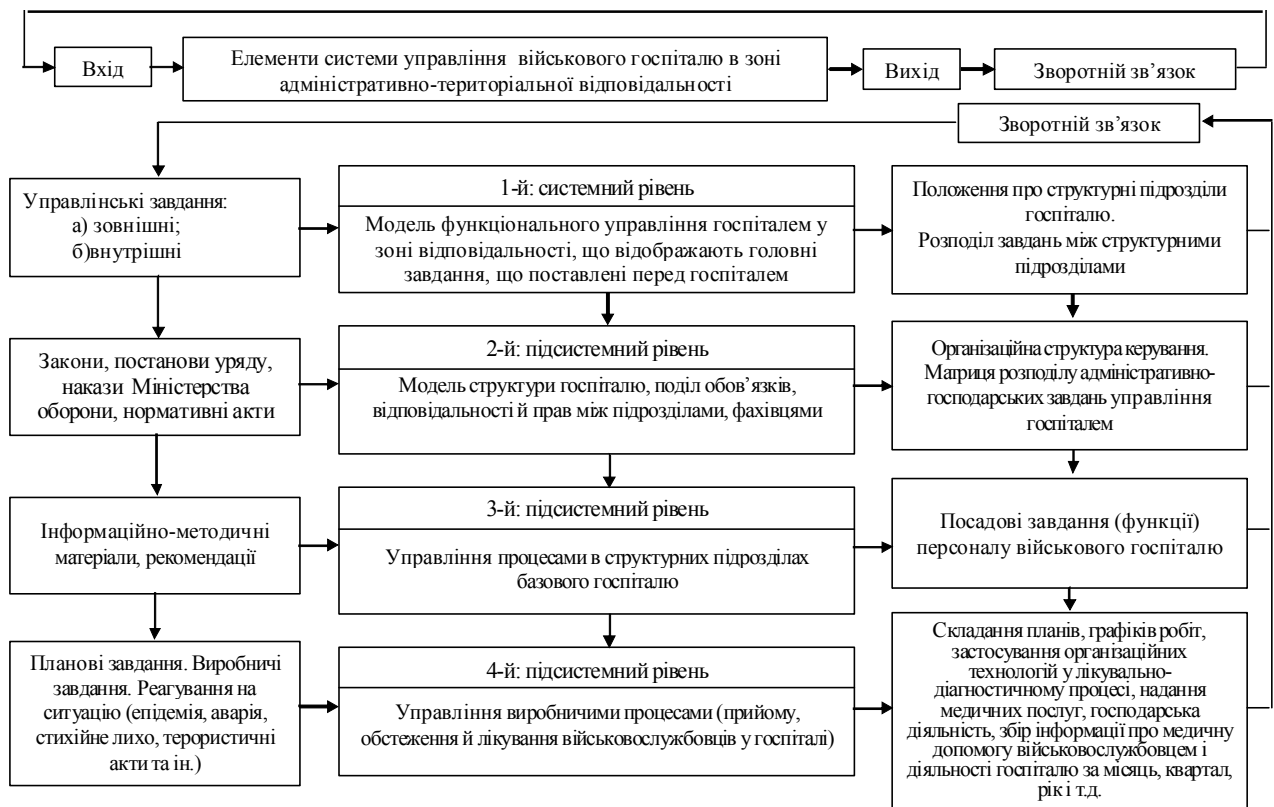 Вхід
Елементи системи управління військового госпіталю в зоні
адміністративно-територіальної відповідальності
Вихід
Зворотній зв’язок
Зворотній зв’язок
Управлінські завдання:
а) зовнішні;
б)внутрішні
1-й: системний рівень
Модель функціонального управління госпіталем у
зоні відповідальності, що відображають головні
завдання, що поставлені перед госпіталем
Положення про структурні підрозділи
госпіталю.
Розподіл завдань між структурними
підрозділами
Закони, постанови уряду,
накази Міністерства
оборони, нормативні акти
2-й: підсистемний рівень
Модель структури госпіталю, поділ обов’язків,
відповідальності й прав між підрозділами, фахівцями
Організаційна структура керування.
Матриця розподілу адміністративно-
господарських завдань управління
госпіталем
Інформаційно-методичні
матеріали, рекомендації
3-й: підсистемний рівень
Управління процесами в структурних підрозділах
базового госпіталю
Посадові завдання (функції)
персоналу військового госпіталю
Планові завдання. Виробничі
завдання. Реагування на
ситуацію (епідемія, аварія,
стихійне лихо, терористичні
акти та ін.)
4-й: підсистемний рівень
Управління виробничими процесами (прийому,
обстеження й лікування військовослужбовців у госпіталі)
Складання планів, графіків робіт,
застосування організаційних
технологій у лікувально-
діагностичному процесі, надання
медичних послуг, господарська
діяльність, збір інформації про медичну
допомогу військовослужбовцем і
діяльності госпіталю за місяць, квартал,
рік і т.д.